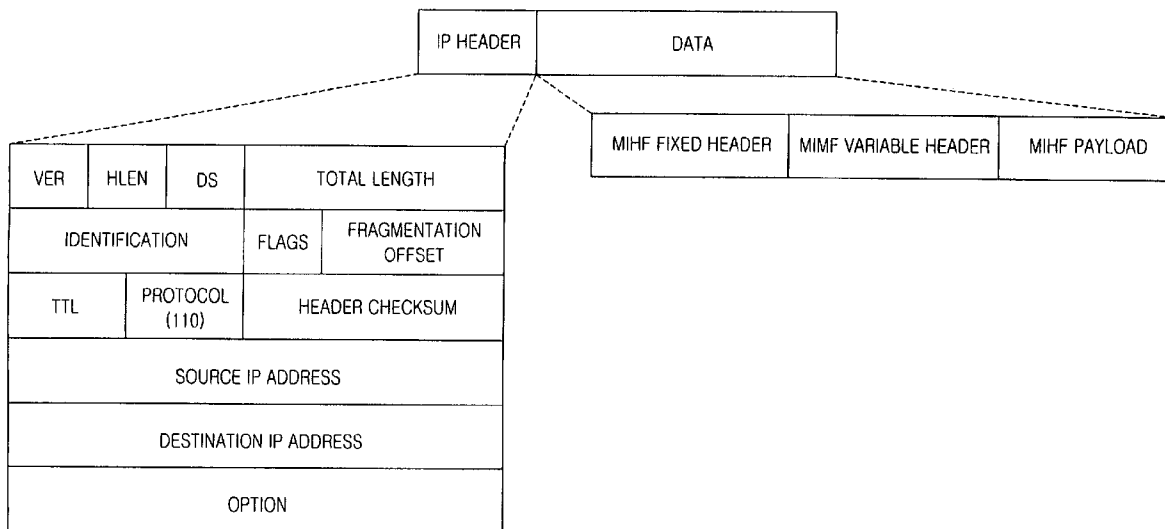 IP HEADER
DATA
MIHF FIXED HEADER
MIMF VARIABLE HEADER
MIHF PAYLOAD
VER
HLEN
DS
TOTAL LENGTH
IDENTIFICATION
FLAGS
FRAGMENTATION
OFFSET
TTL
PROTOCOL
(110)
HEADER CHECKSUM
SOURCE IP ADDRESS
DESTINATION IP ADDRESS
OPTION